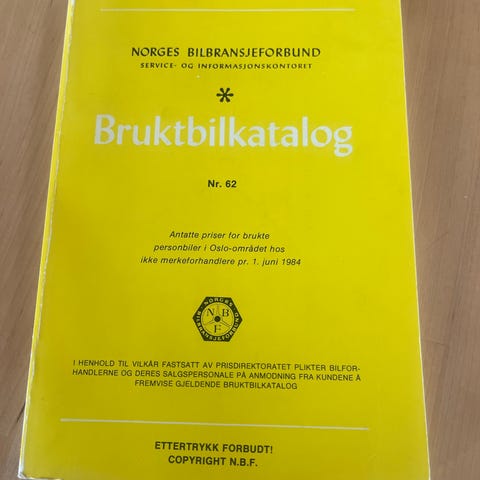 NORGES BILBRANSJEFORBUND
SERVICE- OG INFORMASJONSKONTORET
*
Bruktbilkatalog
Nr. 62
Antatte priser for brukte
personbiler i Oslo-området hos
ikke merkeforhandlere pr. 1. juni 1984
NORGES
N B
F
BILBRANSJEFORBUND
I HENHOLD TIL VILKÅR FASTSATT AV PRISDIREKTORATET PLIKTER BILFOR-
HANDLERNE OG DERES SALGSPERSONALE PÅ ANMODNING FRA KUNDENE Å
FREMVISE GJELDENDE BRUKTBILKATALOG
ETTERTRYKK FORBUDT!
COPYRIGHT N.B.F.